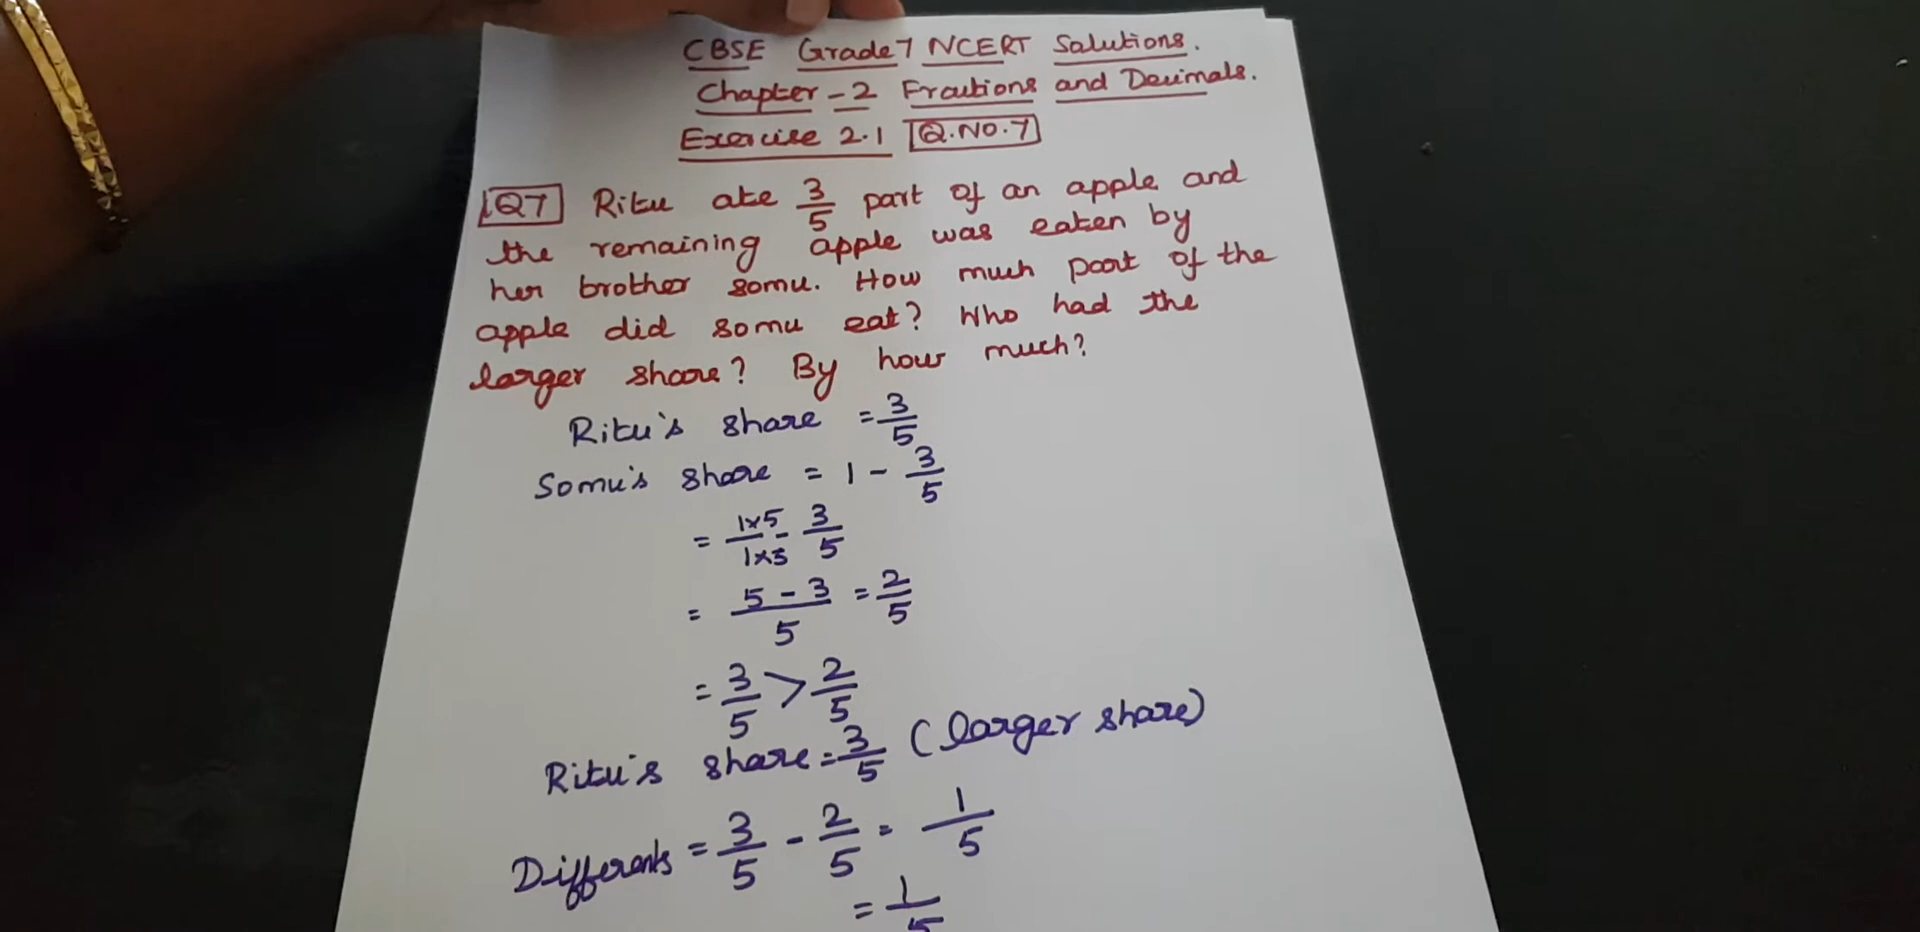 CBSE Grade 7 NCERT Solutions.
Chapter - 2 Fractions and Decimals.
Exercise 2.1 Q.NO.7
Q7 Ritu ate 3/5 part of an apple and
the remaining apple was eaten by
her brother somu. How much part of the
apple did somu eat? Who had the
larger share? By how much?
Ritu's share = 3/5
Somu's share = 1 - 3/5
= 1×5/1×3 - 3/5
= 5 - 3/5 = 2/5
= 3/5 > 2/5
Ritu's share = 3/5 (larger share)
Differents = 3/5 - 2/5 = 1/5
= 1/5